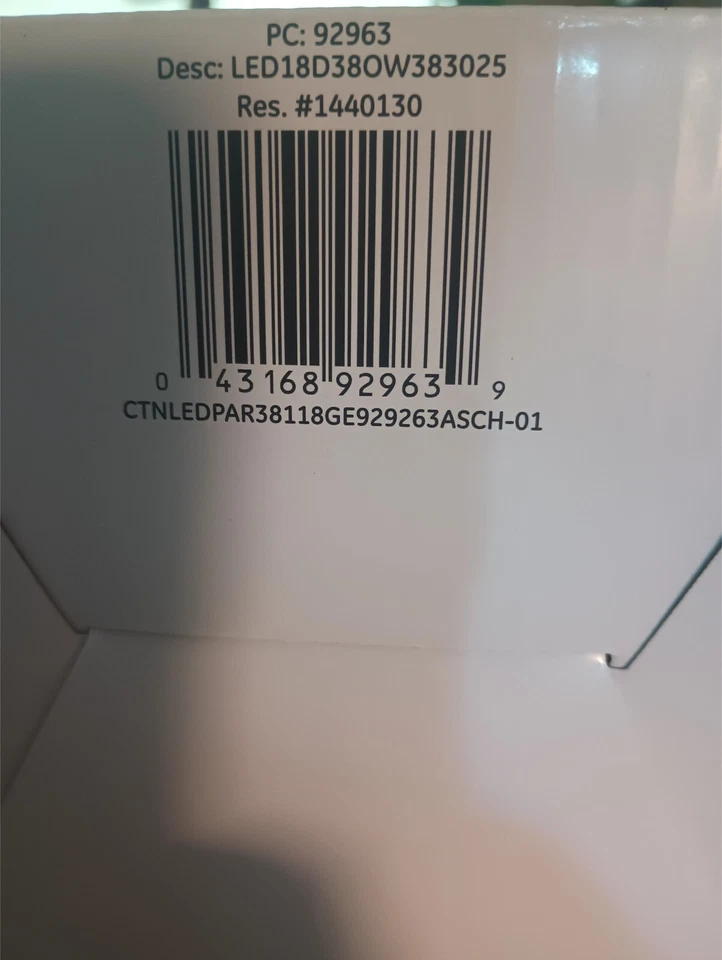 PC: 92963
Desc: LED18D38OW383025
Res. #1440130
0 43168 92963 9
CTNLEDPAR38118GE929263ASCH-01